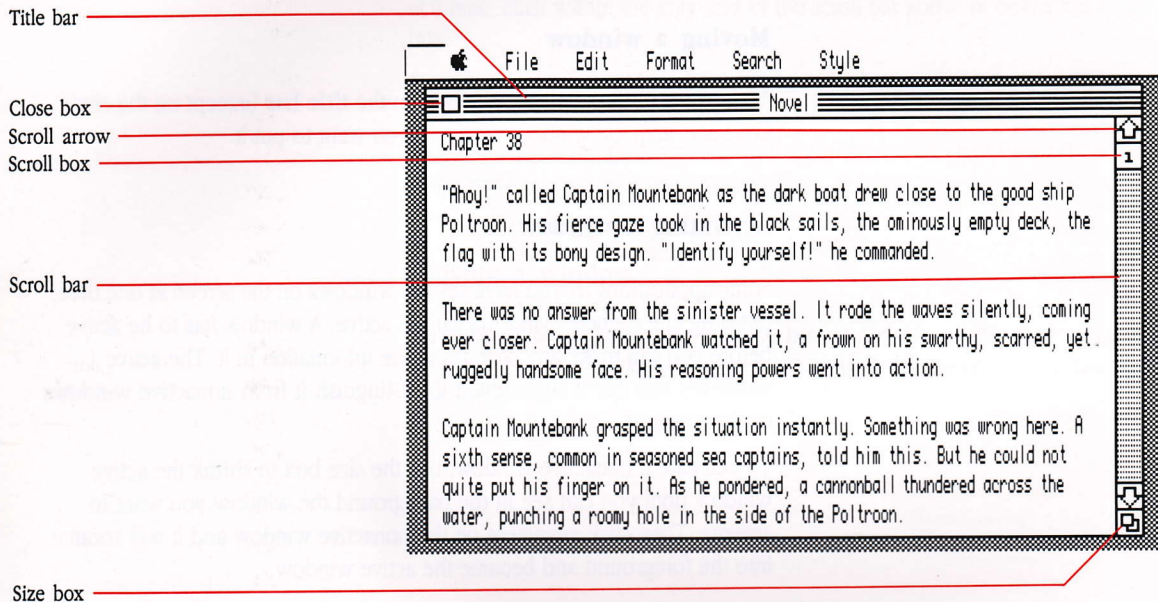 Title bar
File Edit Format Search Style
Close box
Novel
Scroll arrow
Scroll box
1
Chapter 38
"Ahoy!" called Captain Mountebank as the dark boat drew close to the good ship
Poltroon. His fierce gaze took in the black sails, the ominously empty deck, the
flag with its bony design. "Identify yourself!" he commanded.
Scroll bar
There was no answer from the sinister vessel. It rode the waves silently, coming
ever closer. Captain Mountebank watched it, a frown on his swarthy, scarred, yet
ruggedly handsome face. His reasoning powers went into action.
Captain Mountebank grasped the situation instantly. Something was wrong here. A
sixth sense, common in seasoned sea captains, told him this. But he could not
quite put his finger on it. As he pondered, a cannonball thundered across the
water, punching a roomy hole in the side of the Poltroon.
Size box